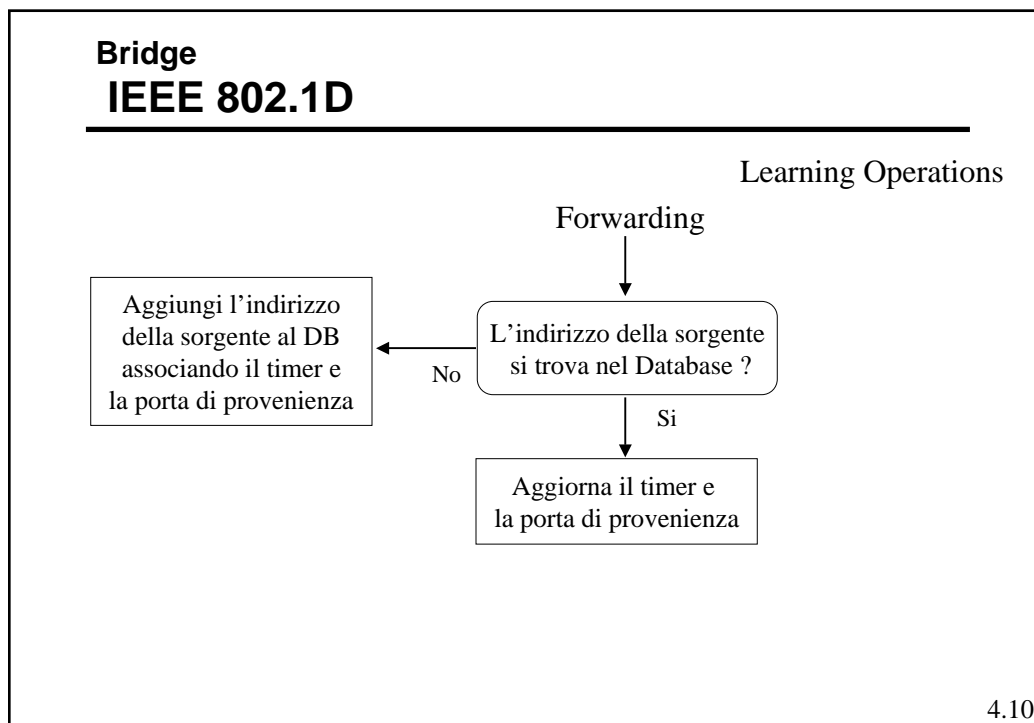 Bridge
IEEE 802.1D
Learning Operations
Forwarding
Aggiungi l’indirizzo
della sorgente al DB
associando il timer e
la porta di provenienza
No
L’indirizzo della sorgente
si trova nel Database ?
Si
Aggiorna il timer e
la porta di provenienza
4.10